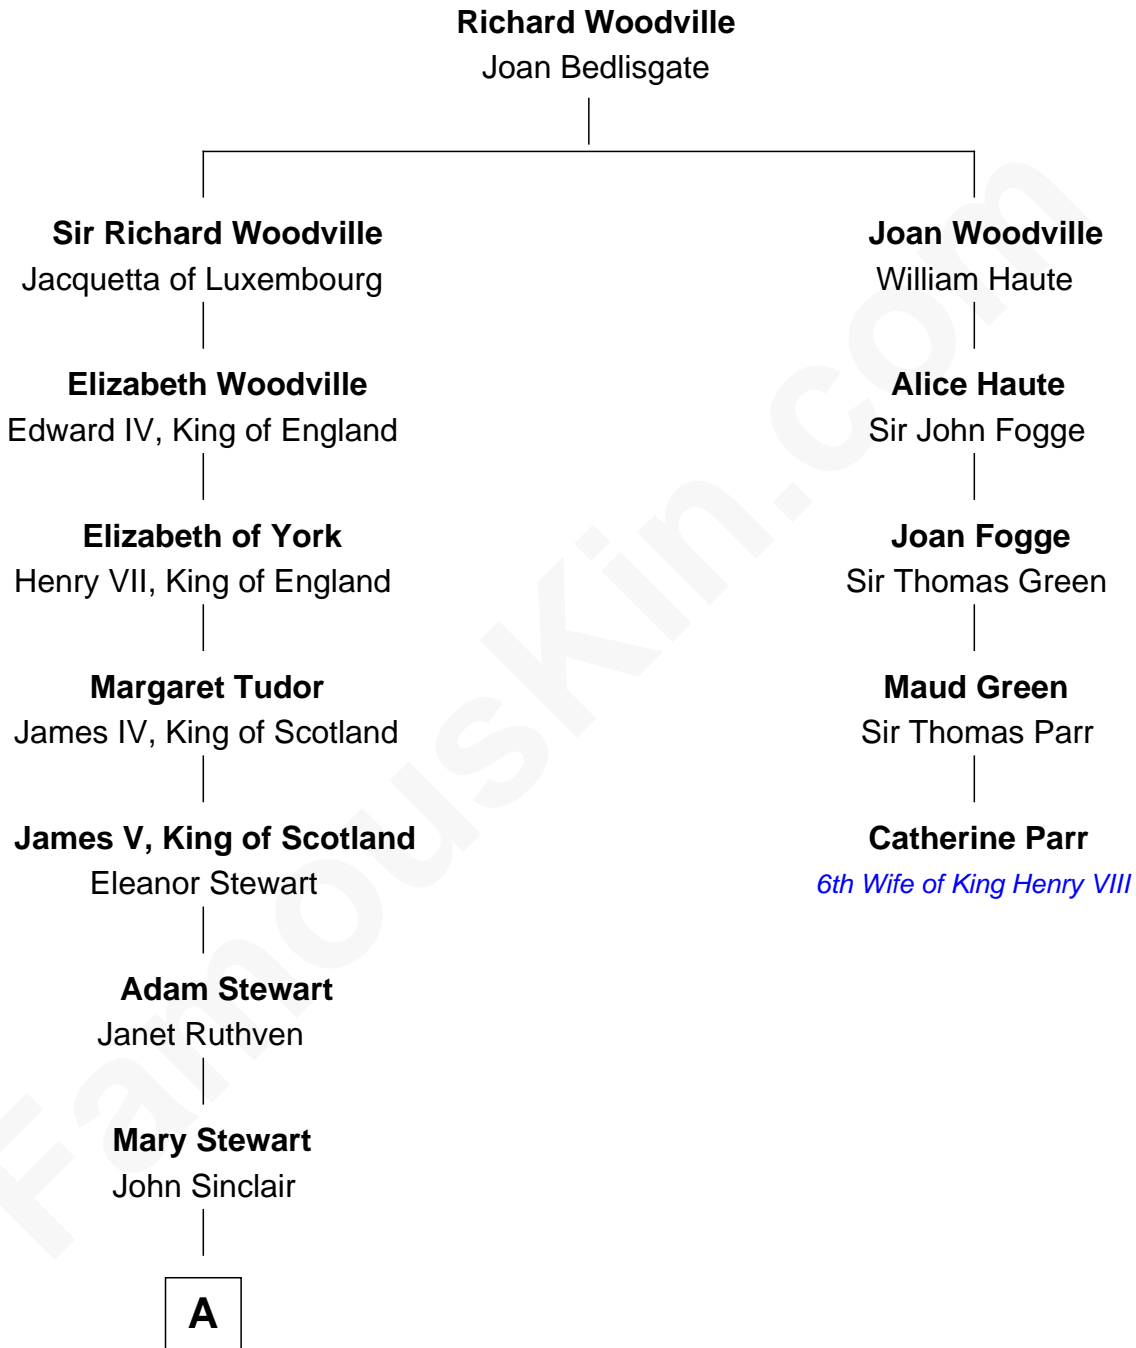 Richard Woodville
Joan Bedlisgate
Sir Richard Woodville
Jacquetta of Luxembourg
Joan Woodville
William Haute
Elizabeth Woodville
Edward IV, King of England
Alice Haute
Sir John Fogge
Elizabeth of York
Henry VII, King of England
Joan Fogge
Sir Thomas Green
Margaret Tudor
James IV, King of Scotland
Maud Green
Sir Thomas Parr
James V, King of Scotland
Eleanor Stewart
Catherine Parr
6th Wife of King Henry VIII
Adam Stewart
Janet Ruthven
Mary Stewart
John Sinclair
A
FamousKin.com